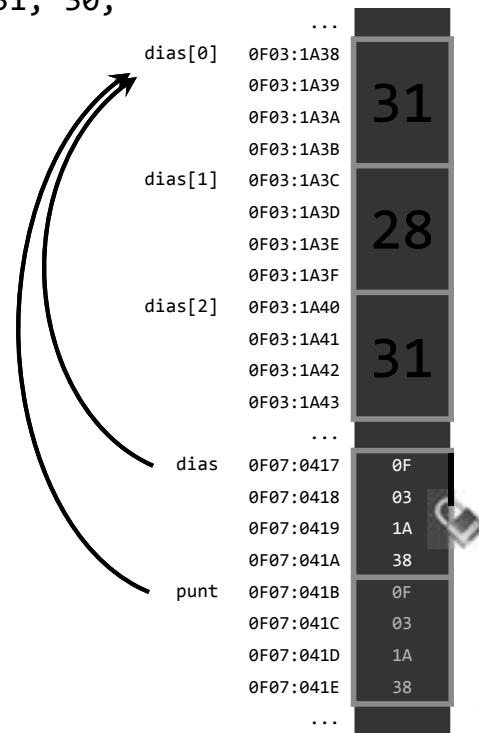 31, 30,
...
dias[0] 0F03:1A38
0F03:1A39
31
0F03:1A3A
0F03:1A3B
dias[1] 0F03:1A3C
0F03:1A3D
28
0F03:1A3E
0F03:1A3F
dias[2] 0F03:1A40
0F03:1A41
31
0F03:1A42
0F03:1A43
...
dias 0F07:0417 0F
0F07:0418 03
0F07:0419 1A
0F07:041A 38
punt 0F07:041B 0F
0F07:041C 03
0F07:041D 1A
0F07:041E 38
...